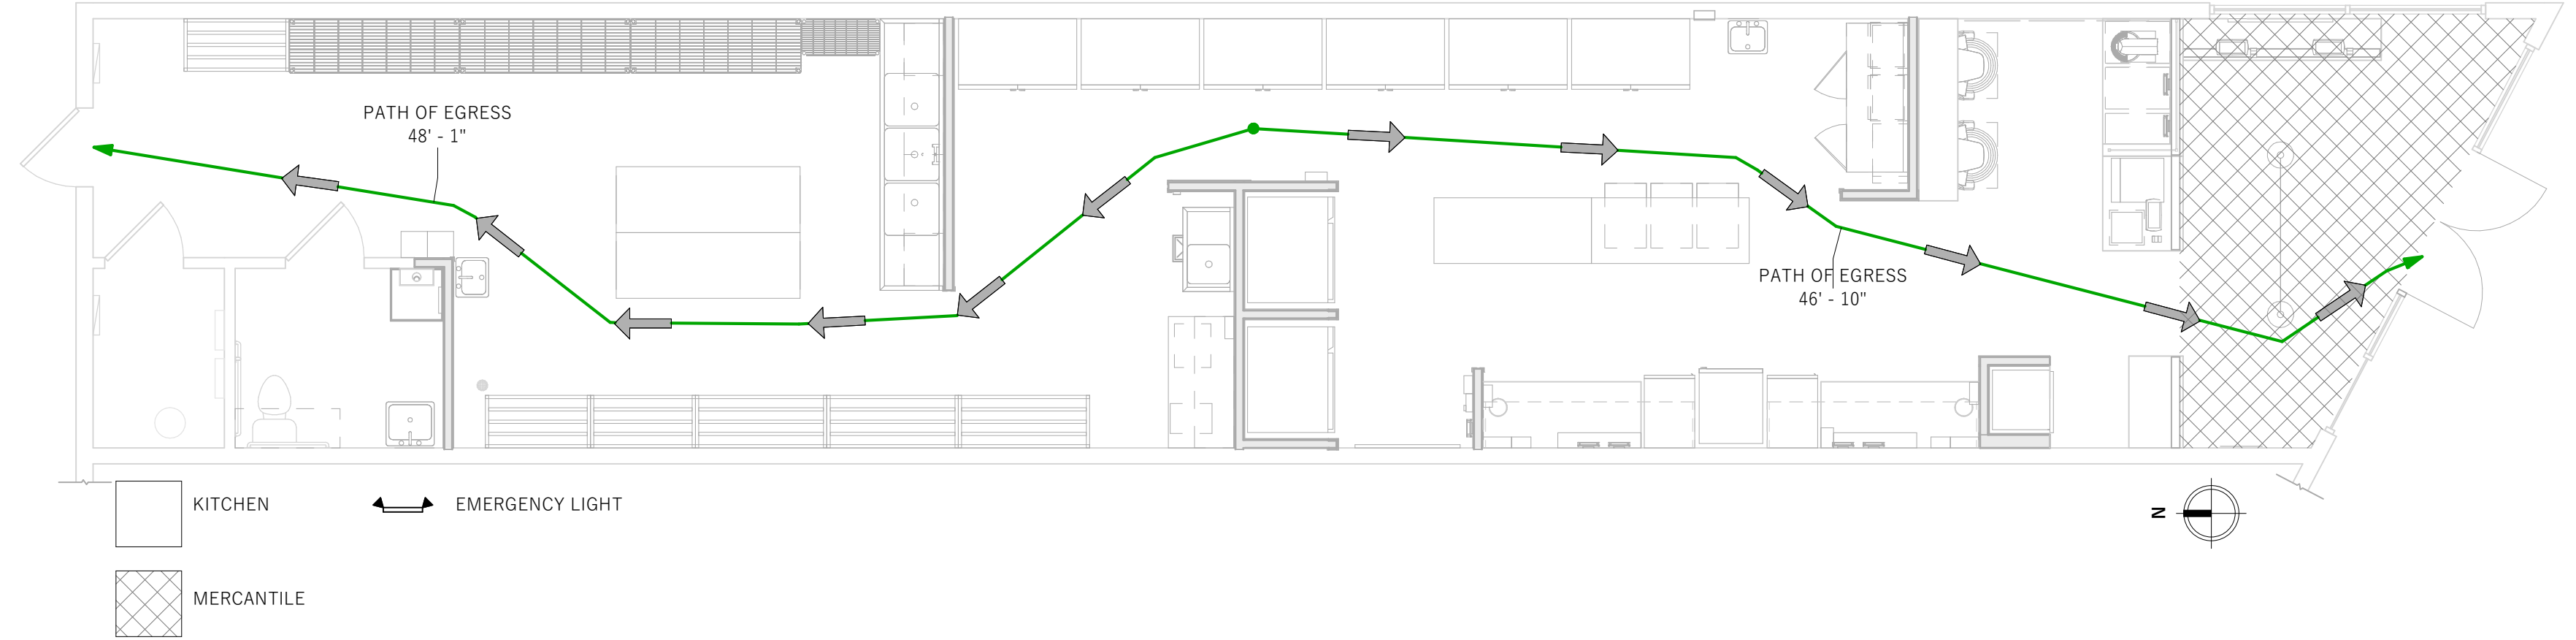 PATH OF EGRESS
48' - 1"
PATH OF EGRESS
46' - 10"
KITCHEN
EMERGENCY LIGHT
N
MERCANTILE